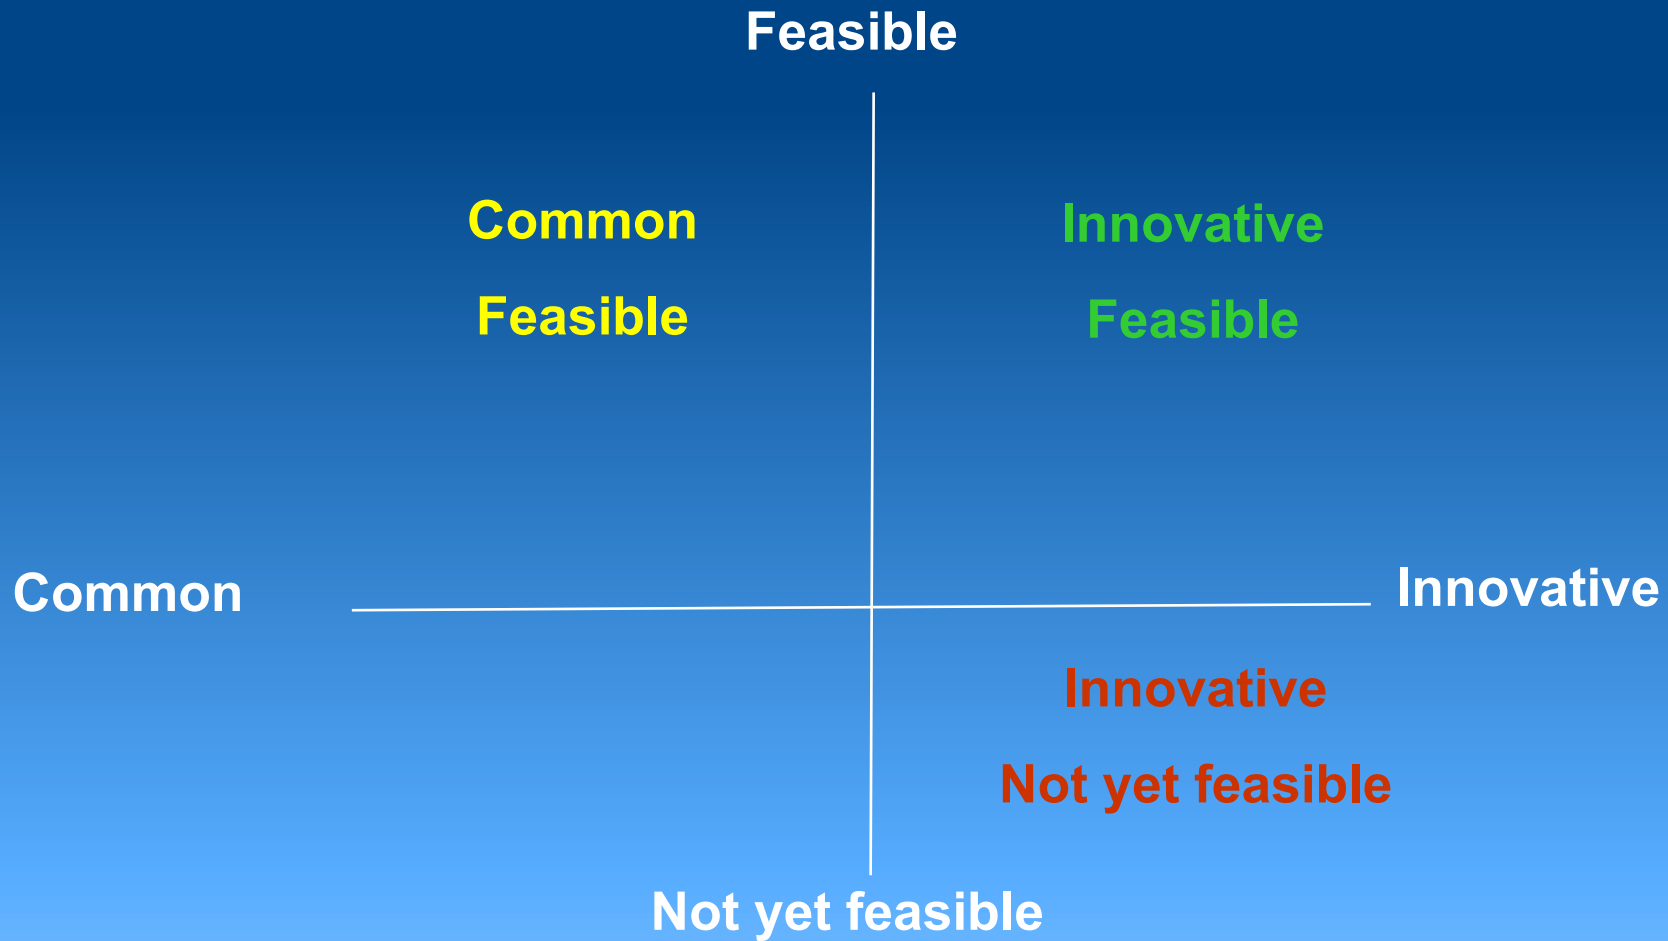 Feasible
Common
Feasible
Innovative
Feasible
Common
Innovative
Innovative
Not yet feasible
Not yet feasible